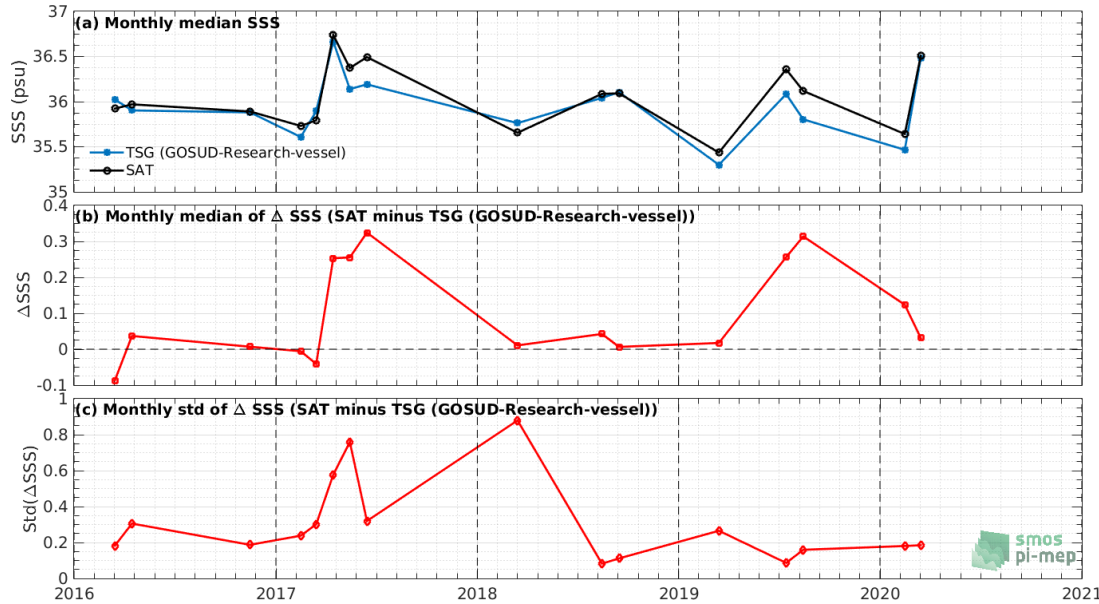 (a) Monthly median SSS
SSS (psu)
37
36.5
36
35.5
35
TSG (GOSUD-Research-vessel)
SAT
(b) Monthly median of Δ SSS (SAT minus TSG (GOSUD-Research-vessel))
ΔSSS
0.4
0.3
0.2
0.1
0
-0.1
(c) Monthly std of Δ SSS (SAT minus TSG (GOSUD-Research-vessel))
Std(ΔSSS)
1
0.8
0.6
0.4
0.2
0
smos
pi-mep
2016 2017 2018 2019 2020 2021